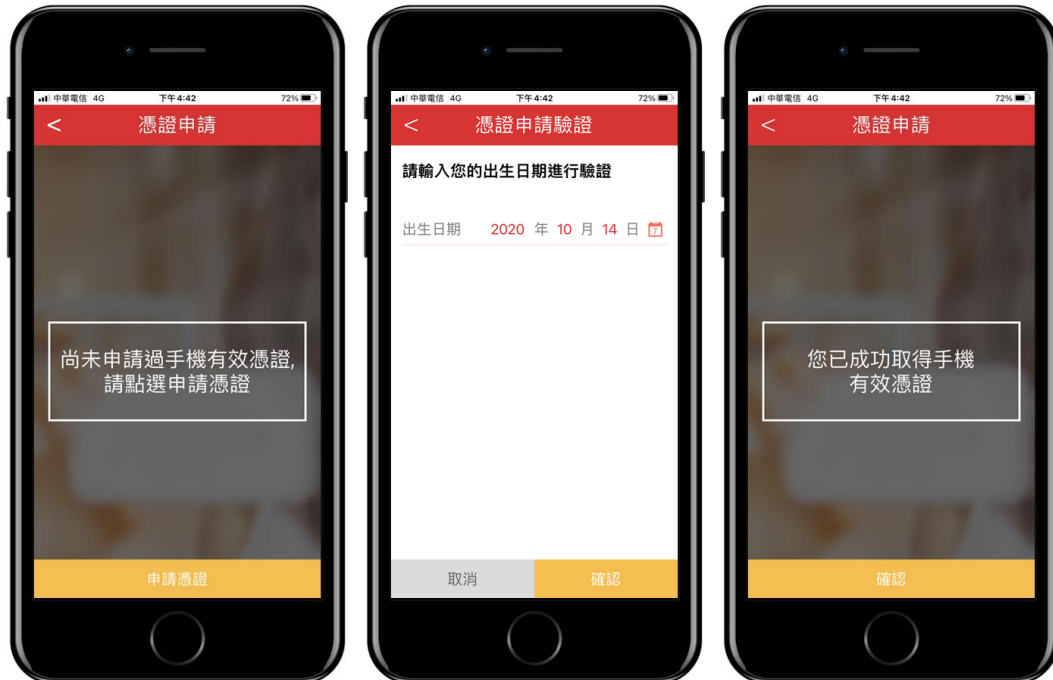 中華電信 4G 下午4:42 72%
< 憑證申請
尚未申請過手機有效憑證,
請點選申請憑證
申請憑證
中華電信 4G 下午4:42 72%
< 憑證申請驗證
請輸入您的出生日期進行驗證
出生日期 2020 年 10 月 14 日 7
取消 確認
中華電信 4G 下午4:42 72%
< 憑證申請
您已成功取得手機
有效憑證
確認